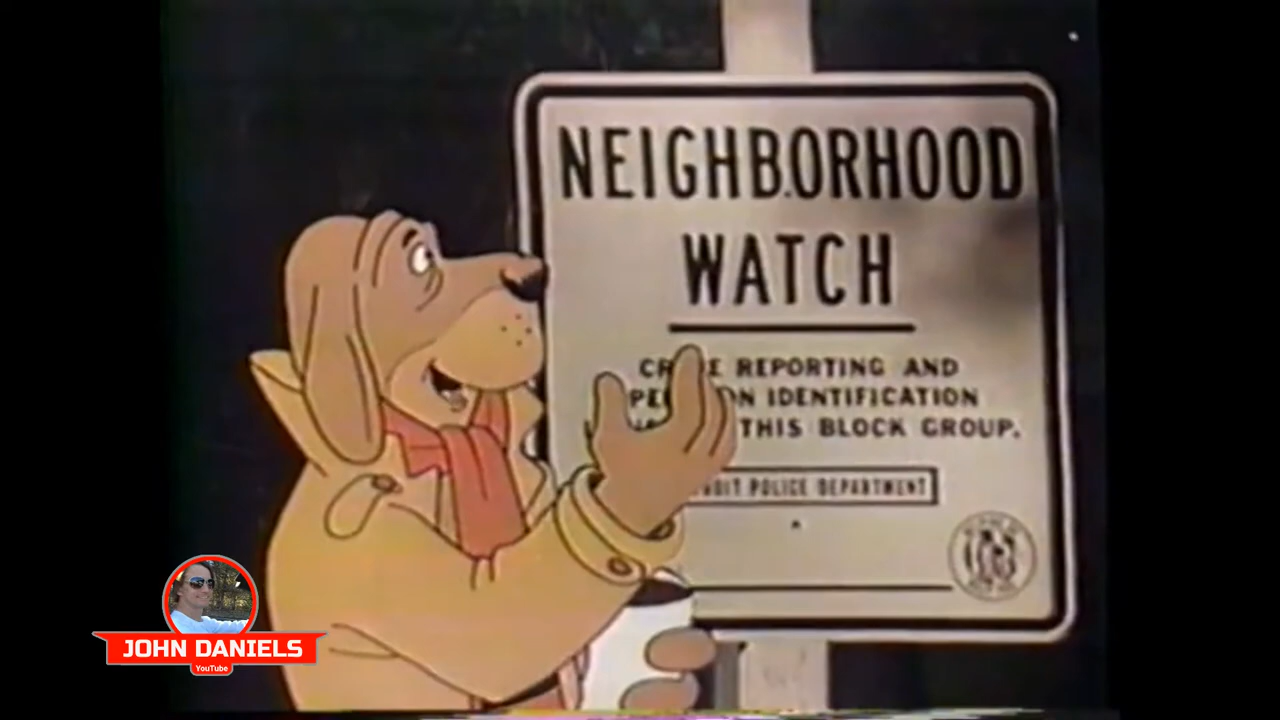 NEIGHBORHOOD
WATCH
REPORTING AND
IDENTIFICATION
THIS BLOCK GROUP.
POLICE DEPARTMENT
JOHN DANIELS
YouTube